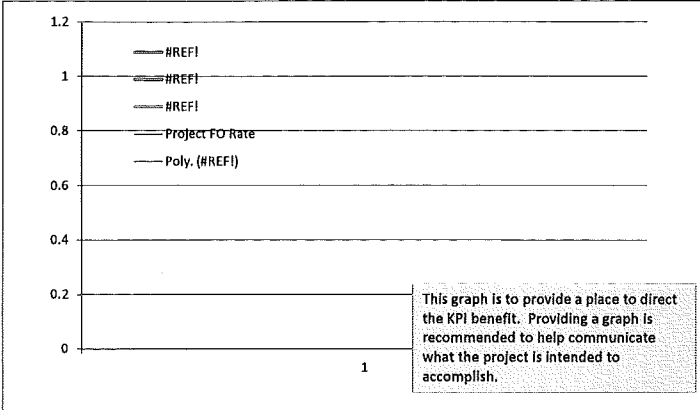 1.2
#REF!
1
#REF!
#REF!
0.8
Project FO Rate
Poly. (#REF!)
0.6
0.4
0.2
0
1
This graph is to provide a place to direct
the KPI benefit. Providing a graph is
recommended to help communicate
what the project is intended to
accomplish.